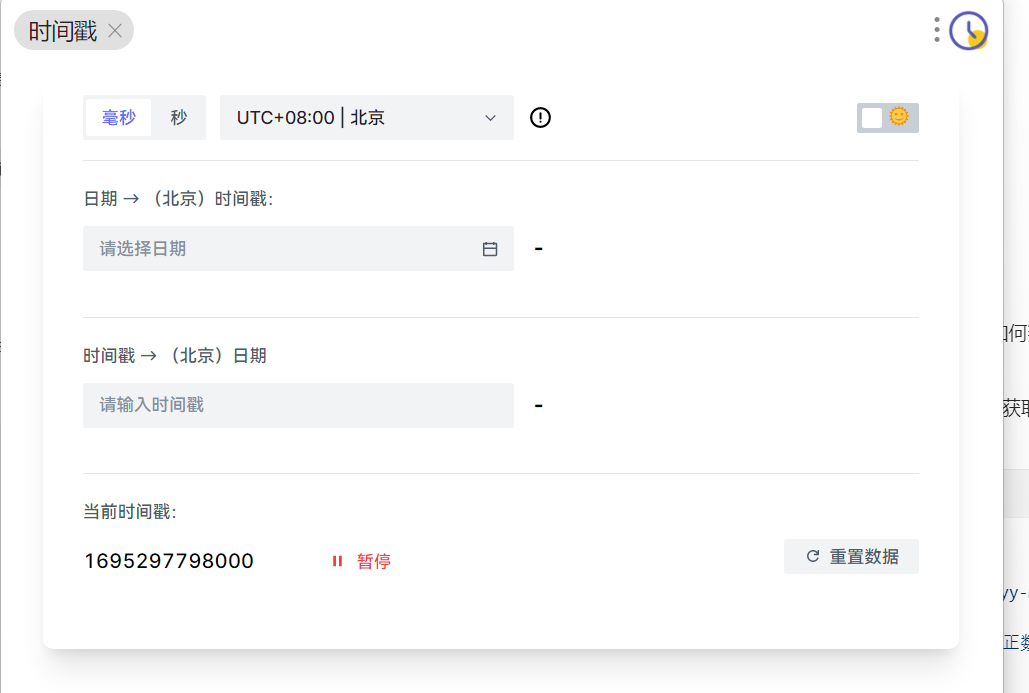 时间戳
毫秒 秒 UTC+08:00 | 北京
日期 → （北京）时间戳:
请选择日期 -
如何
时间戳 → （北京）日期
请输入时间戳 -
获取
当前时间戳:
1695297798000 暂停 重置数据
yy-
正数